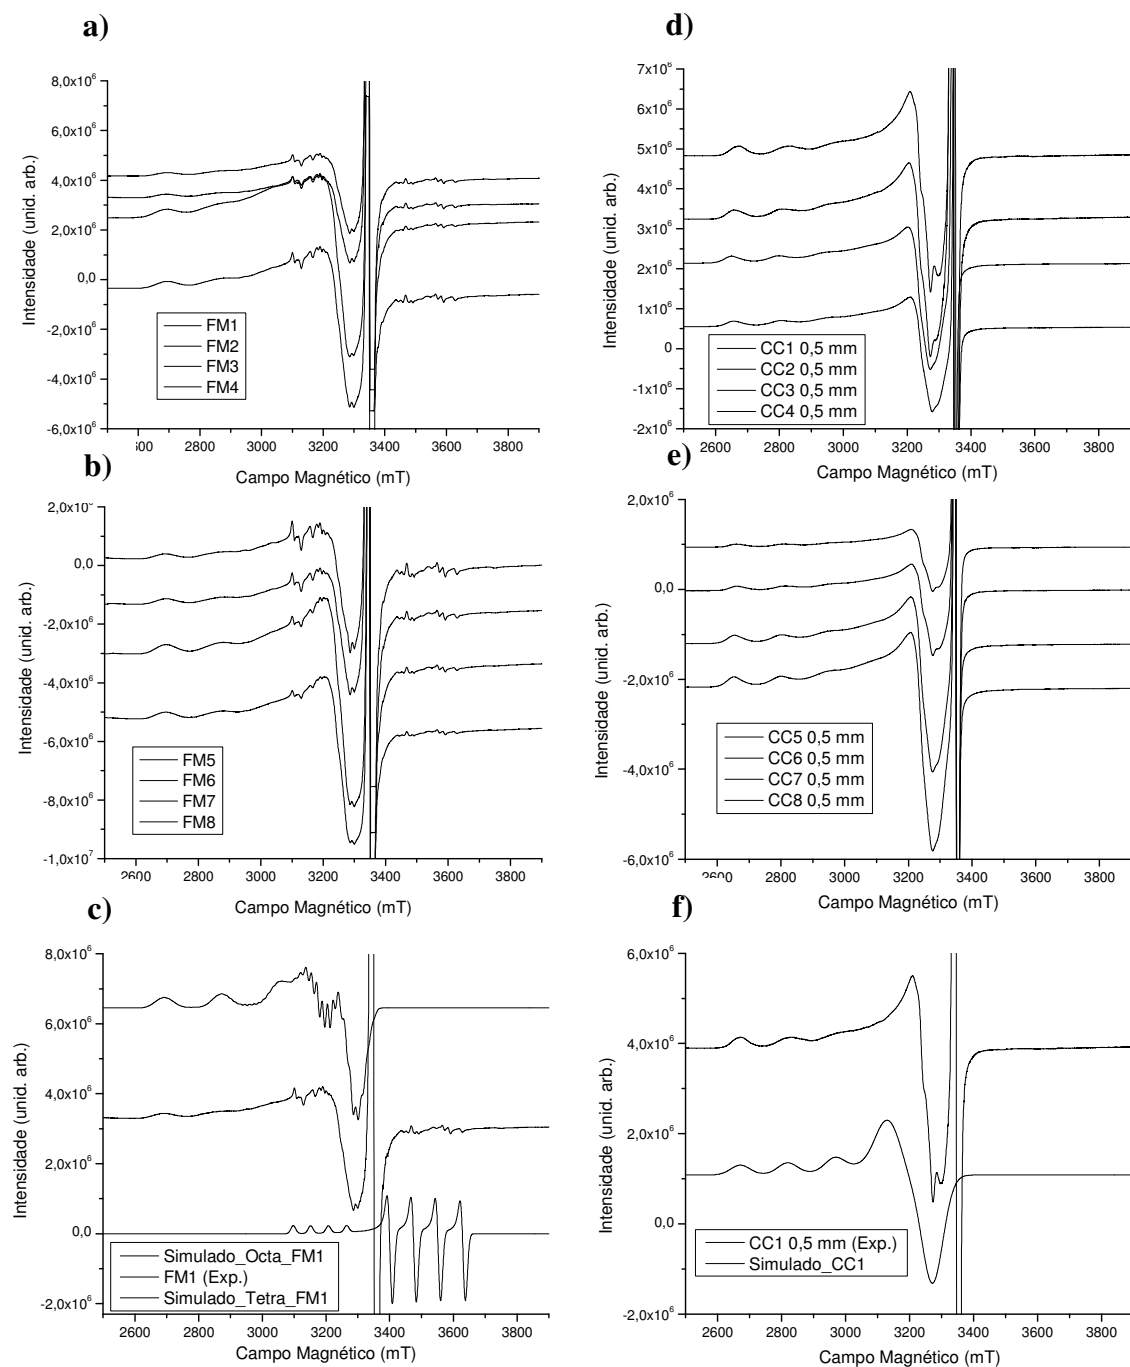 a)
8,0x10⁶
6,0x10⁶
4,0x10⁶
2,0x10⁶
0,0
-2,0x10⁶
-4,0x10⁶
-6,0x10⁶
Intensidade (unid. arb.)
FM1
FM2
FM3
FM4
2600 2800 3000 3200 3400 3600 3800
Campo Magnético (mT)
d)
7x10⁶
6x10⁶
5x10⁶
4x10⁶
3x10⁶
2x10⁶
1x10⁶
0
-1x10⁶
-2x10⁶
Intensidade (unid. arb.)
CC1 0,5 mm
CC2 0,5 mm
CC3 0,5 mm
CC4 0,5 mm
2600 2800 3000 3200 3400 3600 3800
Campo Magnético (mT)
b)
0,0
-2,0x10⁶
-4,0x10⁶
-6,0x10⁶
-8,0x10⁶
-1,0x10⁷
Intensidade (unid. arb.)
FM5
FM6
FM7
FM8
2600 2800 3000 3200 3400 3600 3800
Campo Magnético (mT)
e)
2,0x10⁶
0,0
-2,0x10⁶
-4,0x10⁶
-6,0x10⁶
Intensidade (unid. arb.)
CC5 0,5 mm
CC6 0,5 mm
CC7 0,5 mm
CC8 0,5 mm
2600 2800 3000 3200 3400 3600 3800
Campo Magnético (mT)
c)
8,0x10⁶
6,0x10⁶
4,0x10⁶
2,0x10⁶
0,0
-2,0x10⁶
Intensidade (unid. arb.)
Simulado_Octa_FM1
FM1 (Exp.)
Simulado_Tetra_FM1
2600 2800 3000 3200 3400 3600 3800
Campo Magnético (mT)
f)
6,0x10⁶
4,0x10⁶
2,0x10⁶
0,0
-2,0x10⁶
Intensidade (unid. arb.)
CC1 0,5 mm (Exp.)
Simulado_CC1
2600 2800 3000 3200 3400 3600 3800
Campo Magnético (mT)